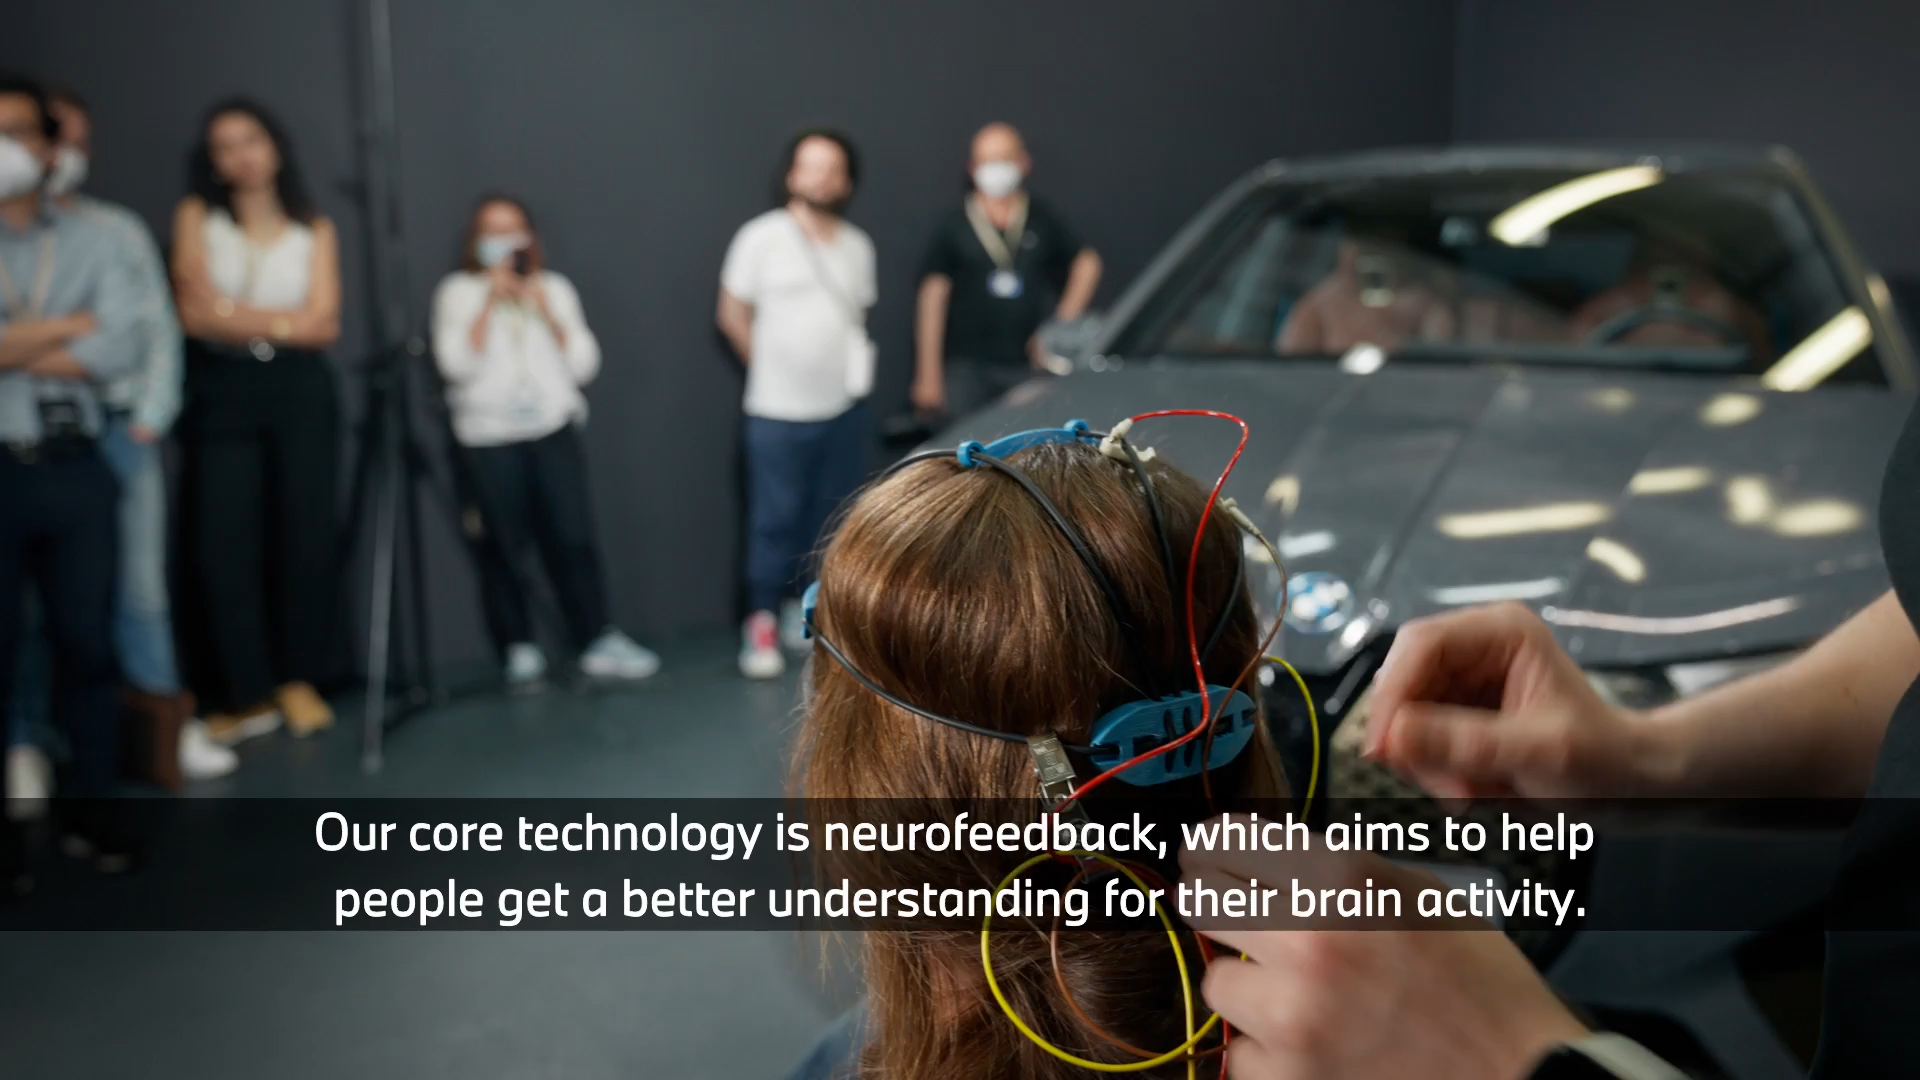 Our core technology is neurofeedback, which aims to help
people get a better understanding for their brain activity.